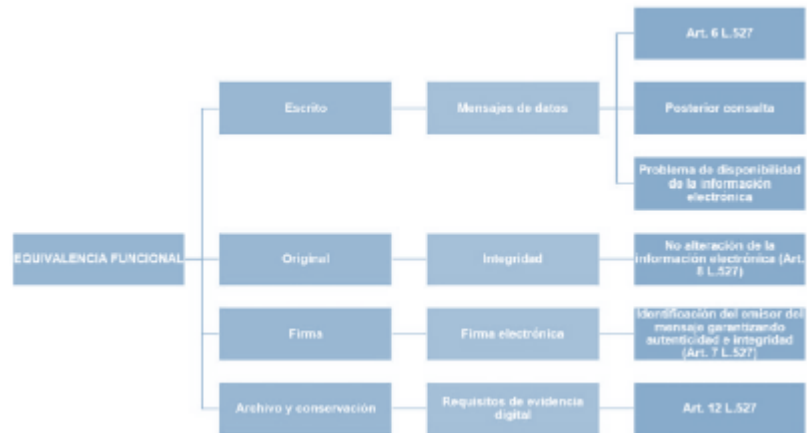 Art. 6 L.527
Escrito
Mensajes de datos
Posterior consulta
Problema de disponibilidad
de la información
electrónica
EQUIVALENCIA FUNCIONAL
Original
Integridad
No alteración de la
información electrónica (Art.
8 L.527)
Firma
Firma electrónica
Identificación del emisor del
mensaje garantizando
autenticidad e integridad
(Art. 7 L.527)
Archivo y conservación
Requisitos de evidencia
digital
Art. 12 L.527